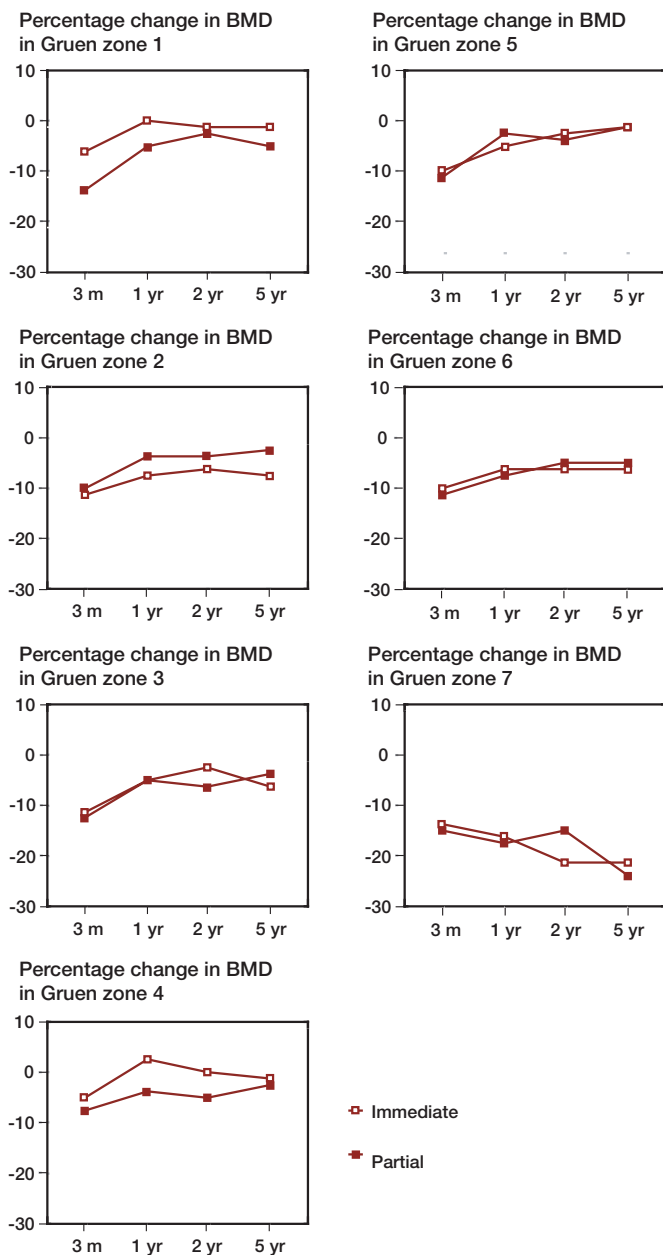 Percentage change in BMD
in Gruen zone 1
10
0
-10
-20
-30
3 m 1 yr 2 yr 5 yr
Percentage change in BMD
in Gruen zone 5
10
0
-10
-20
-30
3 m 1 yr 2 yr 5 yr
Percentage change in BMD
in Gruen zone 2
10
0
-10
-20
-30
3 m 1 yr 2 yr 5 yr
Percentage change in BMD
in Gruen zone 6
10
0
-10
-20
-30
3 m 1 yr 2 yr 5 yr
Percentage change in BMD
in Gruen zone 3
10
0
-10
-20
-30
3 m 1 yr 2 yr 5 yr
Percentage change in BMD
in Gruen zone 7
10
0
-10
-20
-30
3 m 1 yr 2 yr 5 yr
Percentage change in BMD
in Gruen zone 4
10
0
-10
-20
-30
3 m 1 yr 2 yr 5 yr
Immediate
Partial